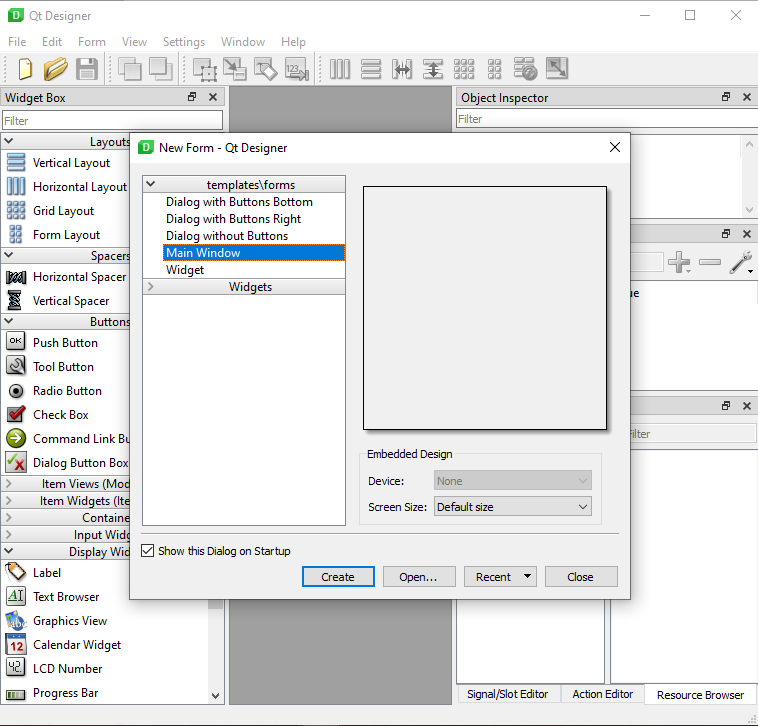 Qt Designer
File Edit Form View Settings Window Help
Widget Box
Filter
Layouts
Vertical Layout
Horizontal Layout
Grid Layout
Form Layout
Spacers
Horizontal Spacer
Vertical Spacer
Buttons
OK Push Button
Tool Button
Radio Button
Check Box
Command Link Bu
Dialog Button Box
Item Views (Mod
Item Widgets (Ite
Containe
Input Widg
Display Wid
Label
AI Text Browser
Graphics View
12 Calendar Widget
42 LCD Number
Progress Bar
New Form - Qt Designer
templates\forms
Dialog with Buttons Bottom
Dialog with Buttons Right
Dialog without Buttons
Main Window
Widget
Widgets
Embedded Design
Device: None
Screen Size: Default size
Show this Dialog on Startup
Create Open... Recent Close
Object Inspector
Filter
ue
Filter
Signal/Slot Editor Action Editor Resource Browser